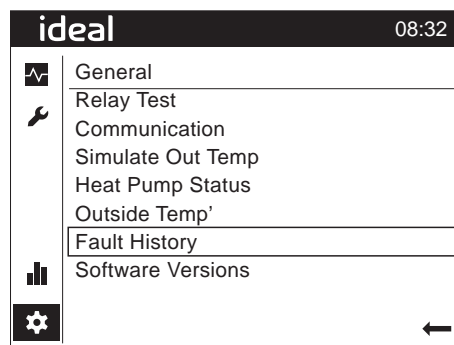 ideal
08:32
General
Relay Test
Communication
Simulate Out Temp
Heat Pump Status
Outside Temp'
Fault History
Software Versions